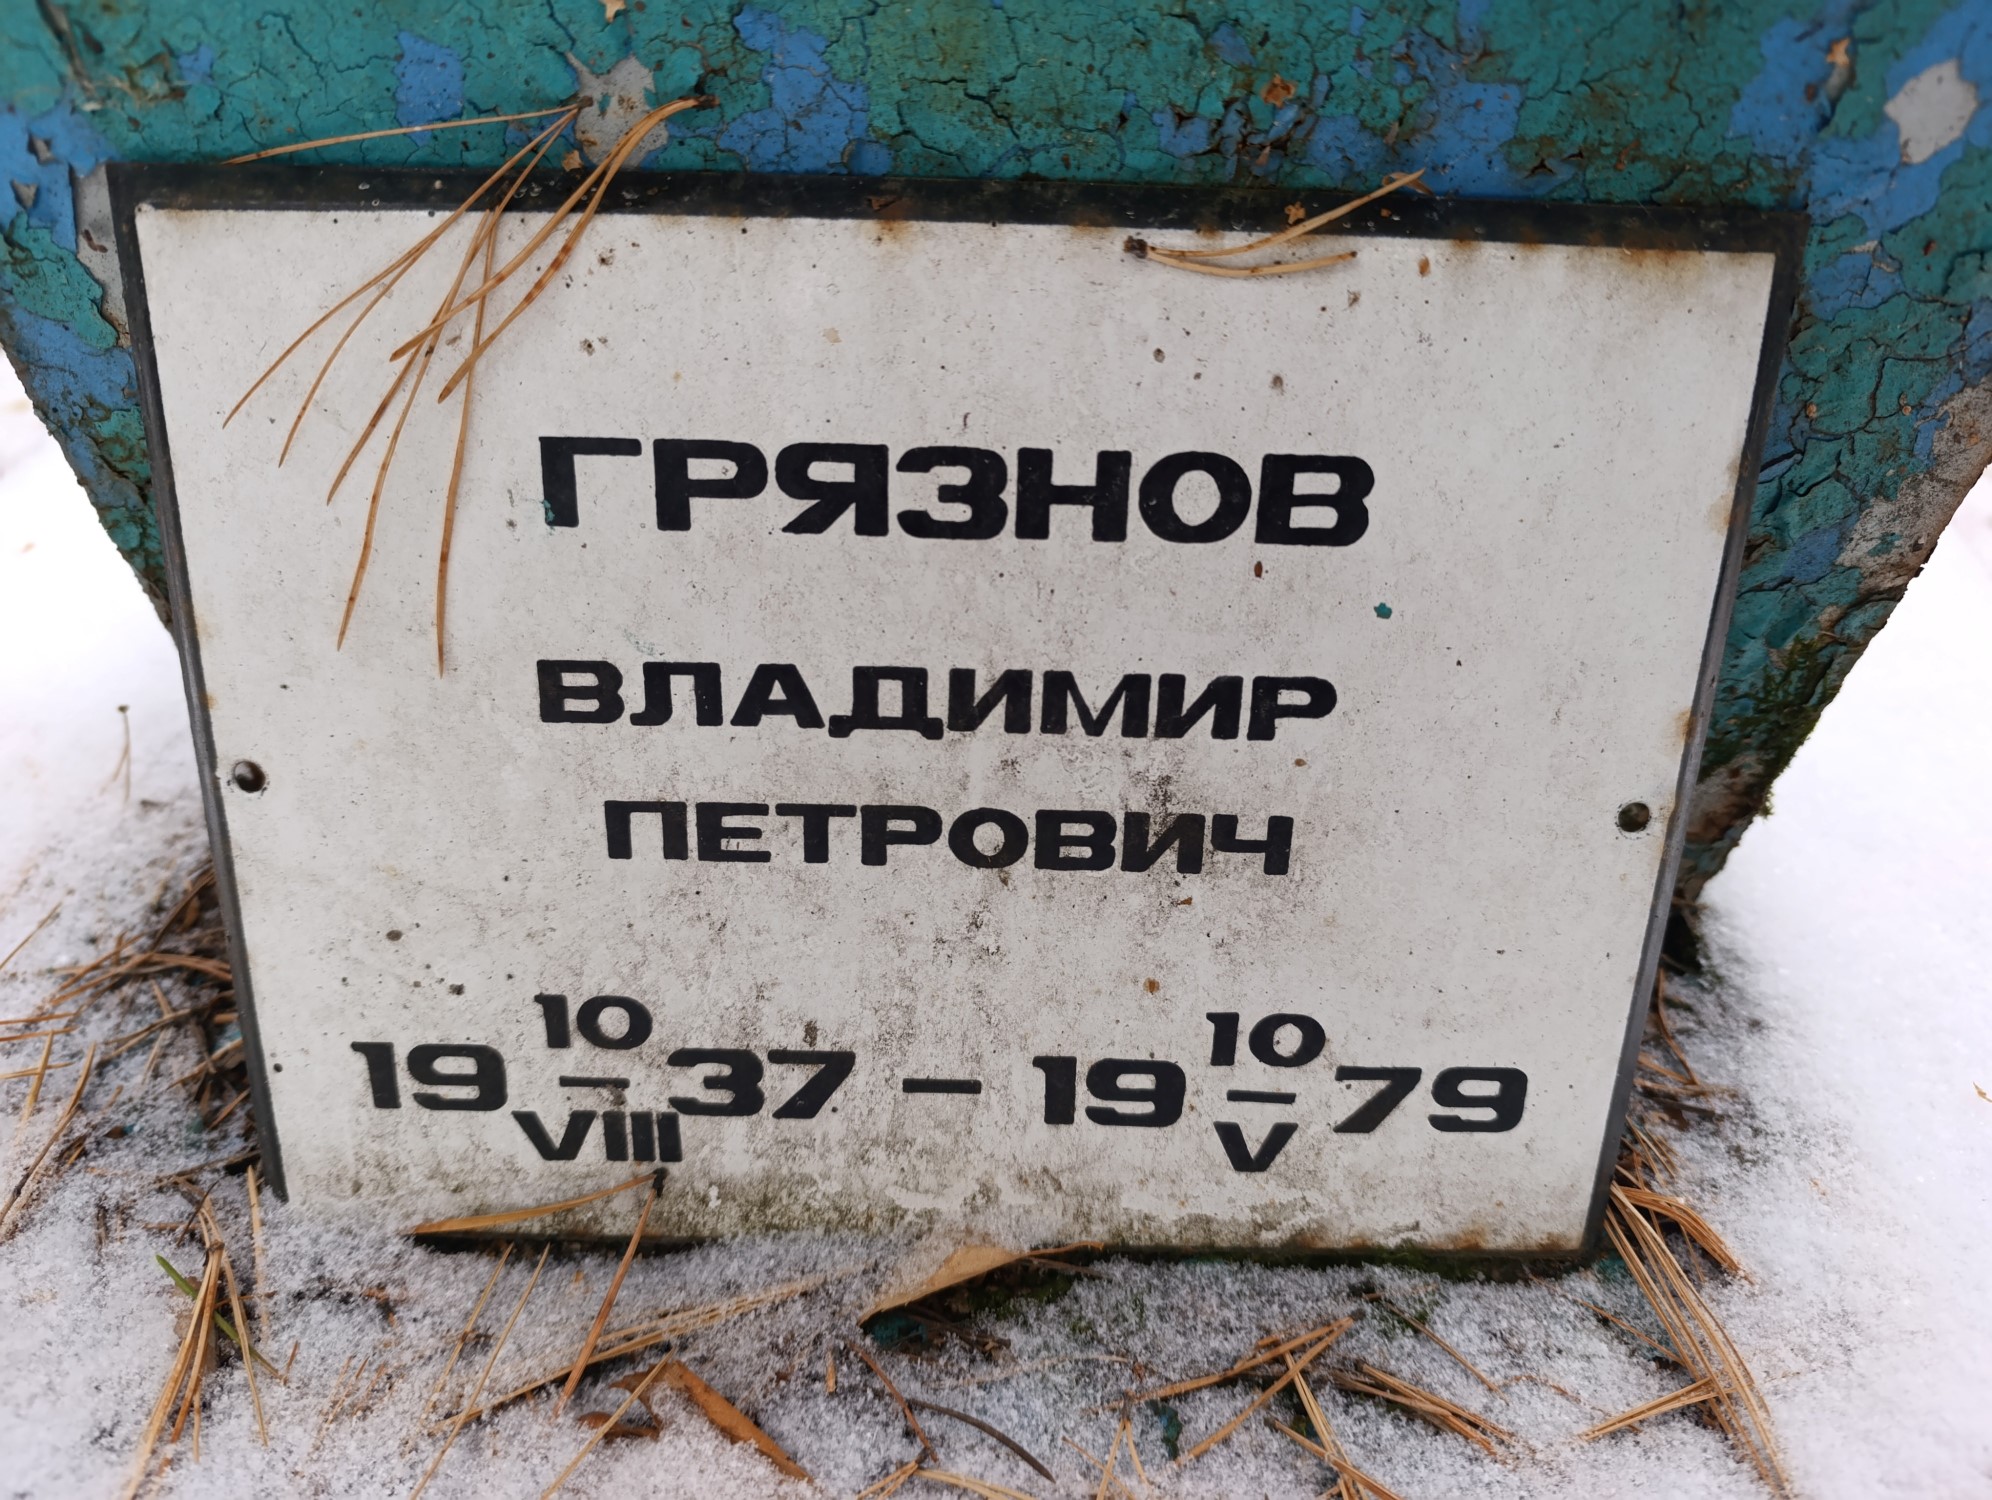 ГРЯЗНОВ
ВЛАДИМИР
ПЕТРОВИЧ
19 10/VIII 37 – 19 10/V 79